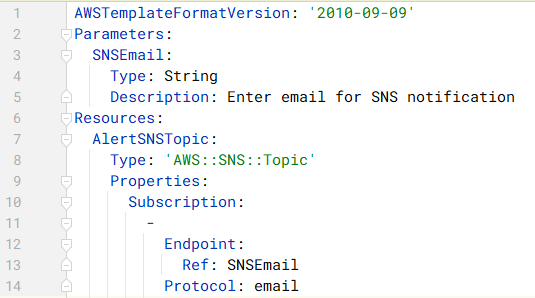 1 AWSTemplateFormatVersion: '2010-09-09'
2 Parameters:
3   SNSEmail:
4     Type: String
5     Description: Enter email for SNS notification
6 Resources:
7   AlertSNSTopic:
8     Type: 'AWS::SNS::Topic'
9     Properties:
10       Subscription:
11         -
12           Endpoint:
13             Ref: SNSEmail
14           Protocol: email